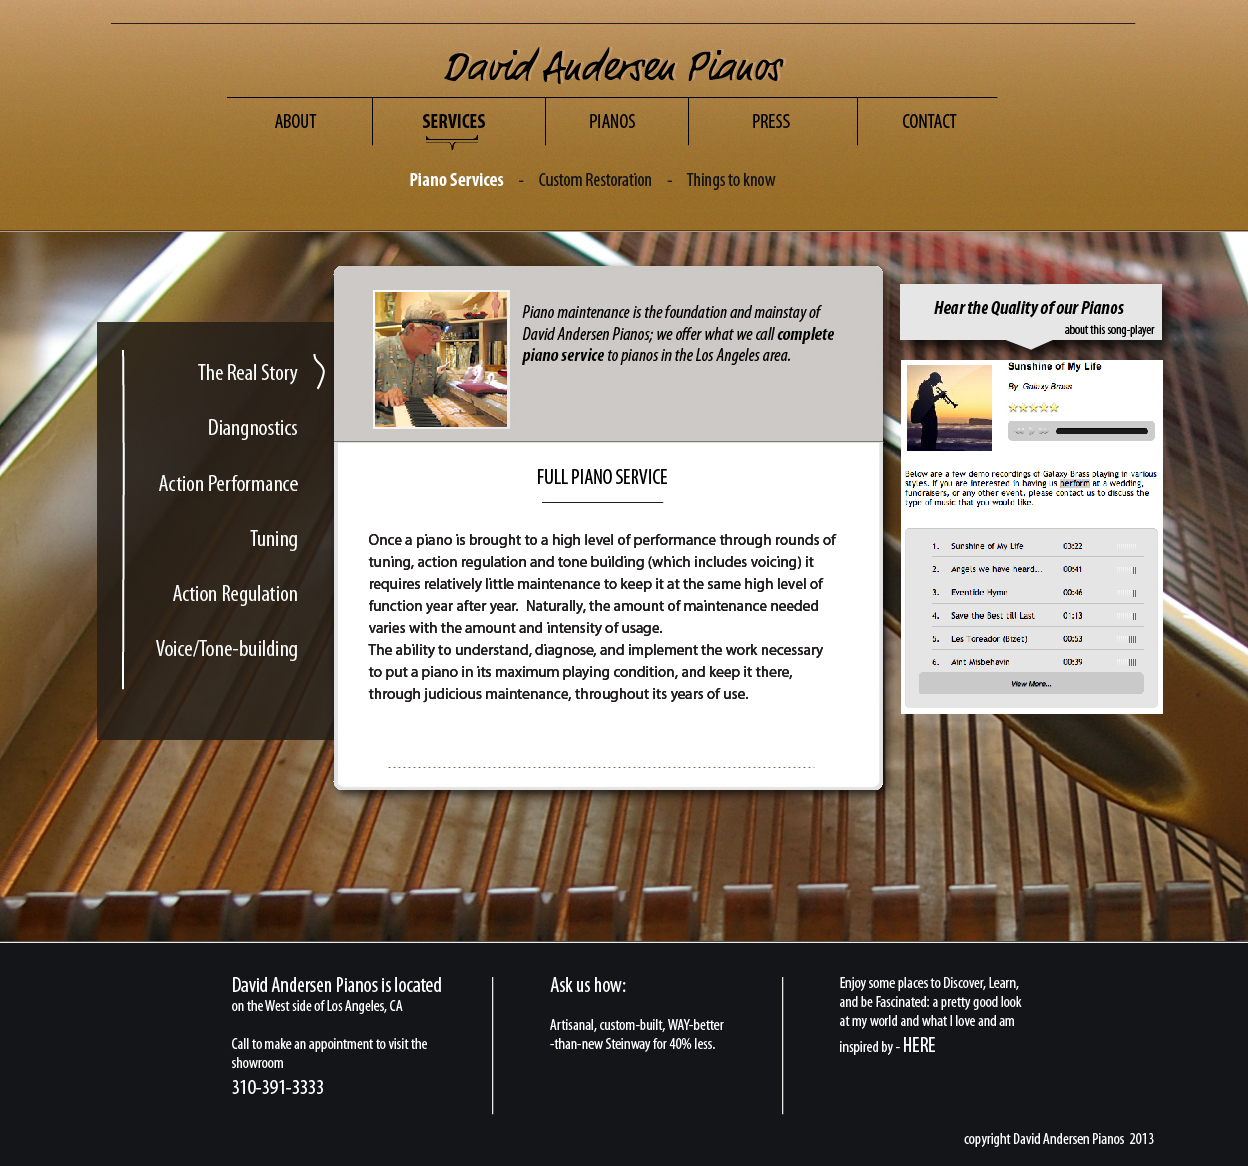 David Andersen Pianos
ABOUT
SERVICES
PIANOS
PRESS
CONTACT
Piano Services - Custom Restoration - Things to know
The Real Story
Diangnostics
Action Performance
Tuning
Action Regulation
Voice/Tone-building
Piano maintenance is the foundation and mainstay of
David Andersen Pianos; we offer what we call complete
piano service to pianos in the Los Angeles area.
FULL PIANO SERVICE
Once a piano is brought to a high level of performance through rounds of
tuning, action regulation and tone building (which includes voicing) it
requires relatively little maintenance to keep it at the same high level of
function year after year. Naturally, the amount of maintenance needed
varies with the amount and intensity of usage.
The ability to understand, diagnose, and implement the work necessary
to put a piano in its maximum playing condition, and keep it there,
through judicious maintenance, throughout its years of use.
Hear the Quality of our Pianos
about this song-player
Sunshine of My Life
By Galaxy Brass
Below are a few demo recordings of Galaxy Brass playing in various
styles. If you are interested in having us perform at a wedding,
fundraisers, or any other event, please contact us to discuss the
type of music that you would like.
1. Sunshine of My Life 03:22
2. Angels we have heard... 00:41
3. Eventide Hymn 00:46
4. Save the Best till Last 01:13
5. Les Toreador (Bizet) 00:53
6. Aint Misbehavin 00:39
View More...
David Andersen Pianos is located
on the West side of Los Angeles, CA
Call to make an appointment to visit the
showroom
310-391-3333
Ask us how:
Artisanal, custom-built, WAY-better
-than-new Steinway for 40% less.
Enjoy some places to Discover, Learn,
and be Fascinated: a pretty good look
at my world and what I love and am
inspired by - HERE
copyright David Andersen Pianos 2013